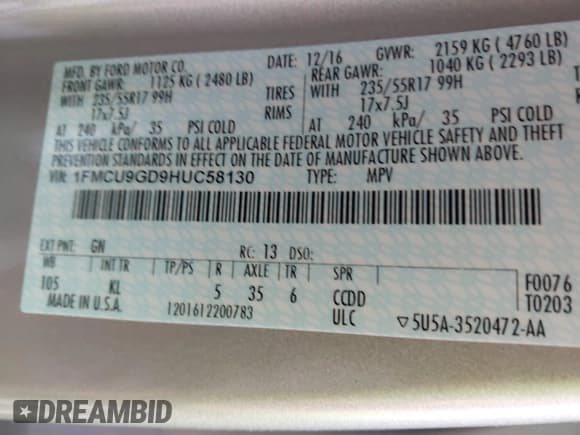 MFD. BY FORD MOTOR CO.
DATE: 12/16 GVWR: 2159 KG ( 4760 LB)
FRONT GAWR: 1125 KG ( 2480 LB) REAR GAWR: 1040 KG ( 2293 LB)
WITH 235/55R17 99H TIRES WITH 235/55R17 99H
17x7.5J RIMS 17x7.5J
AT 240 kPa/ 35 PSI COLD AT 240 kPa/ 35 PSI COLD
THIS VEHICLE CONFORMS TO ALL APPLICABLE FEDERAL MOTOR VEHICLE SAFETY AND THEFT
PREVENTION STANDARDS IN EFFECT ON THE DATE OF MANUFACTURE SHOWN ABOVE.
VIN: 1FMCU9GD9HUC58130 TYPE: MPV
EXT PNT: GN RC: 13 DSO:
WB INT TR TP/PS R AXLE TR SPR F0076
105 KL 5 35 6 CCDD T0203
MADE IN U.S.A. 1201612200783 ULC ▽5U5A-3520472-AA
DREAMBID